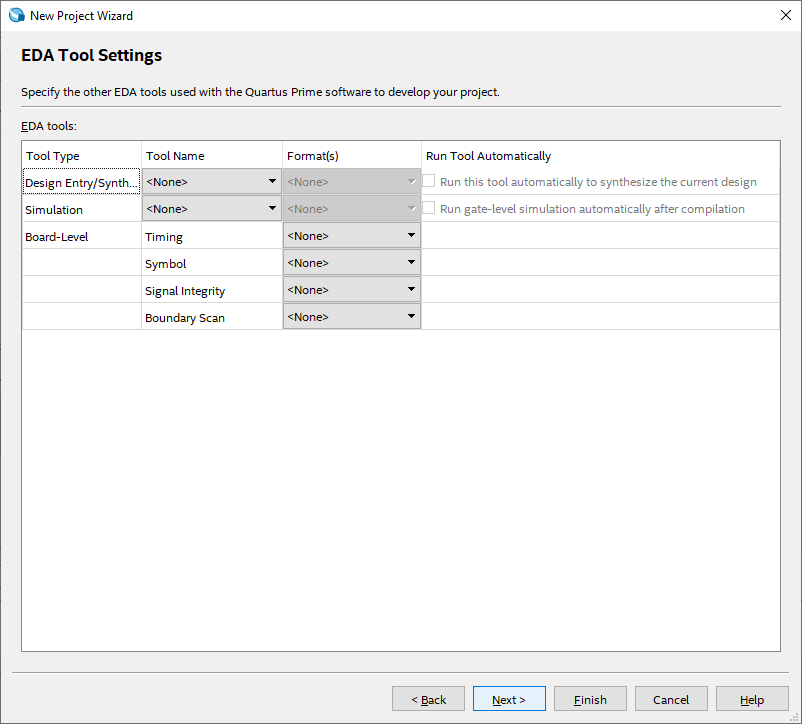 New Project Wizard
EDA Tool Settings
Specify the other EDA tools used with the Quartus Prime software to develop your project.
EDA tools:
Tool Type Tool Name Format(s) Run Tool Automatically
Design Entry/Synth... <None> <None> Run this tool automatically to synthesize the current design
Simulation <None> <None> Run gate-level simulation automatically after compilation
Board-Level Timing <None>
Symbol <None>
Signal Integrity <None>
Boundary Scan <None>
< Back Next > Finish Cancel Help